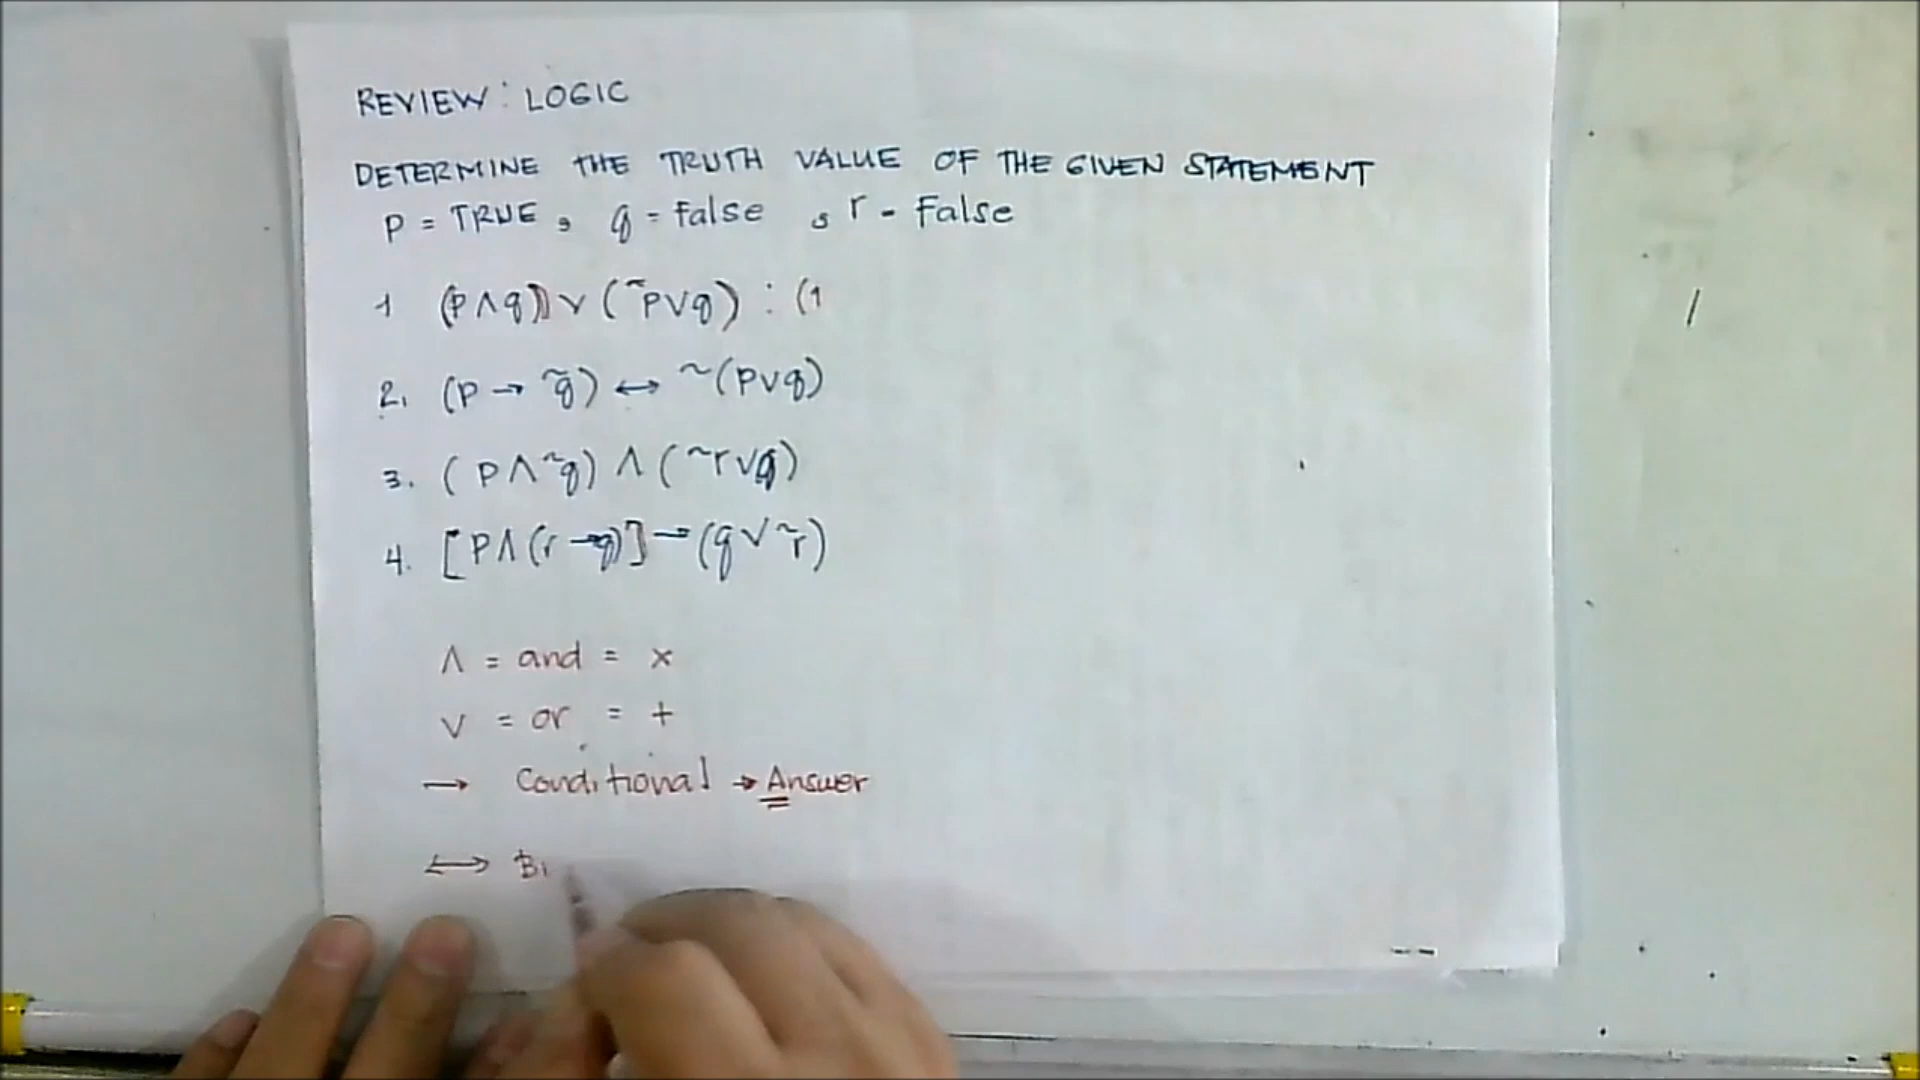 REVIEW: LOGIC
DETERMINE THE TRUTH VALUE OF THE GIVEN STATEMENT
p = TRUE, q = false, r - False
1 (p∧q)∨(~p∨q) : (1
2. (p → ~q) ↔ ~(p∨q)
3. (p∧~q) ∧ (~r∨q)
4. [p∧(r→q)]→(q∨~r)
∧ = and = ×
∨ = or = +
→ Conditional → Answer
↔ Bi